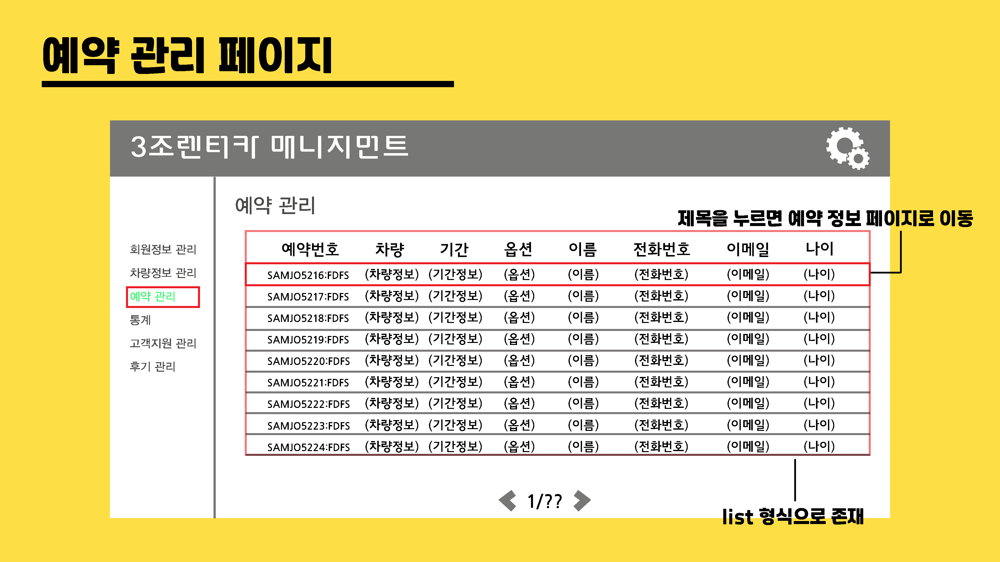 예약 관리 페이지
3조렌터카 매니지먼트
예약 관리
제목을 누르면 예약 정보 페이지로 이동
회원정보 관리
차량정보 관리
예약 관리
통계
고객지원 관리
후기 관리
예약번호 차량 기간 옵션 이름 전화번호 이메일 나이
SAMJO5216:FDFS (차량정보) (기간정보) (옵션) (이름) (전화번호) (이메일) (나이)
SAMJO5217:FDFS (차량정보) (기간정보) (옵션) (이름) (전화번호) (이메일) (나이)
SAMJO5218:FDFS (차량정보) (기간정보) (옵션) (이름) (전화번호) (이메일) (나이)
SAMJO5219:FDFS (차량정보) (기간정보) (옵션) (이름) (전화번호) (이메일) (나이)
SAMJO5220:FDFS (차량정보) (기간정보) (옵션) (이름) (전화번호) (이메일) (나이)
SAMJO5221:FDFS (차량정보) (기간정보) (옵션) (이름) (전화번호) (이메일) (나이)
SAMJO5222:FDFS (차량정보) (기간정보) (옵션) (이름) (전화번호) (이메일) (나이)
SAMJO5223:FDFS (차량정보) (기간정보) (옵션) (이름) (전화번호) (이메일) (나이)
SAMJO5224:FDFS (차량정보) (기간정보) (옵션) (이름) (전화번호) (이메일) (나이)
1/??
list 형식으로 존재